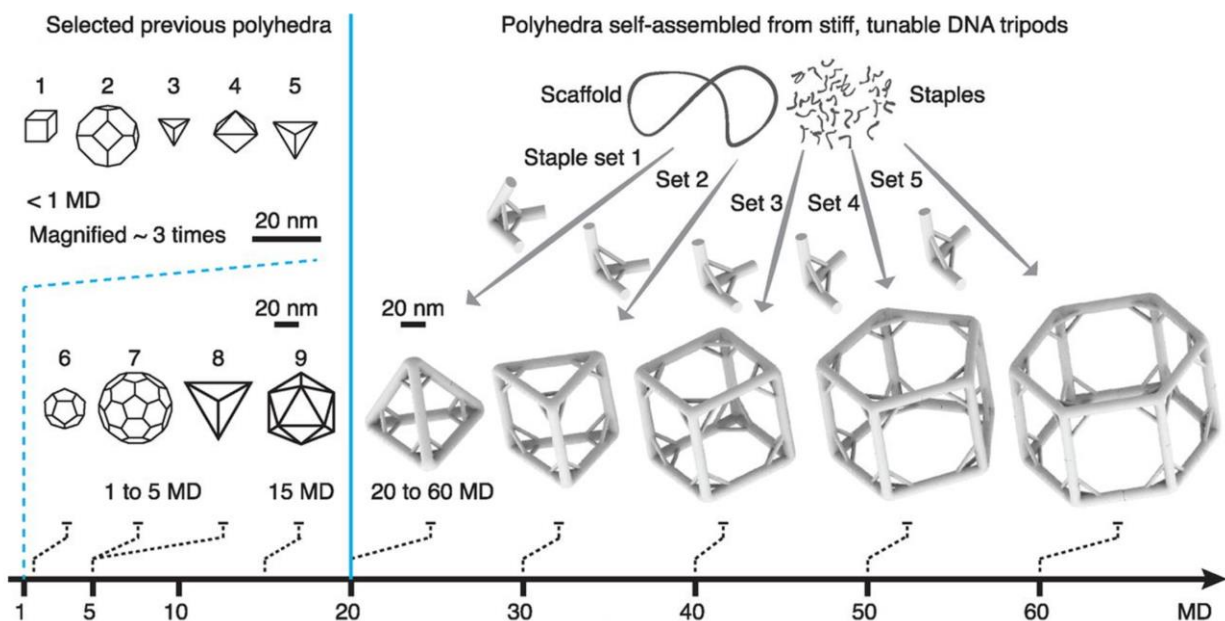 Selected previous polyhedra
1 2 3 4 5
< 1 MD
Magnified ~ 3 times
20 nm
20 nm
6 7 8 9
1 to 5 MD 15 MD
Polyhedra self-assembled from stiff, tunable DNA tripods
Scaffold Staples
Staple set 1
Set 2
Set 3
Set 4
Set 5
20 nm
20 to 60 MD
1 5 10 20 30 40 50 60 MD